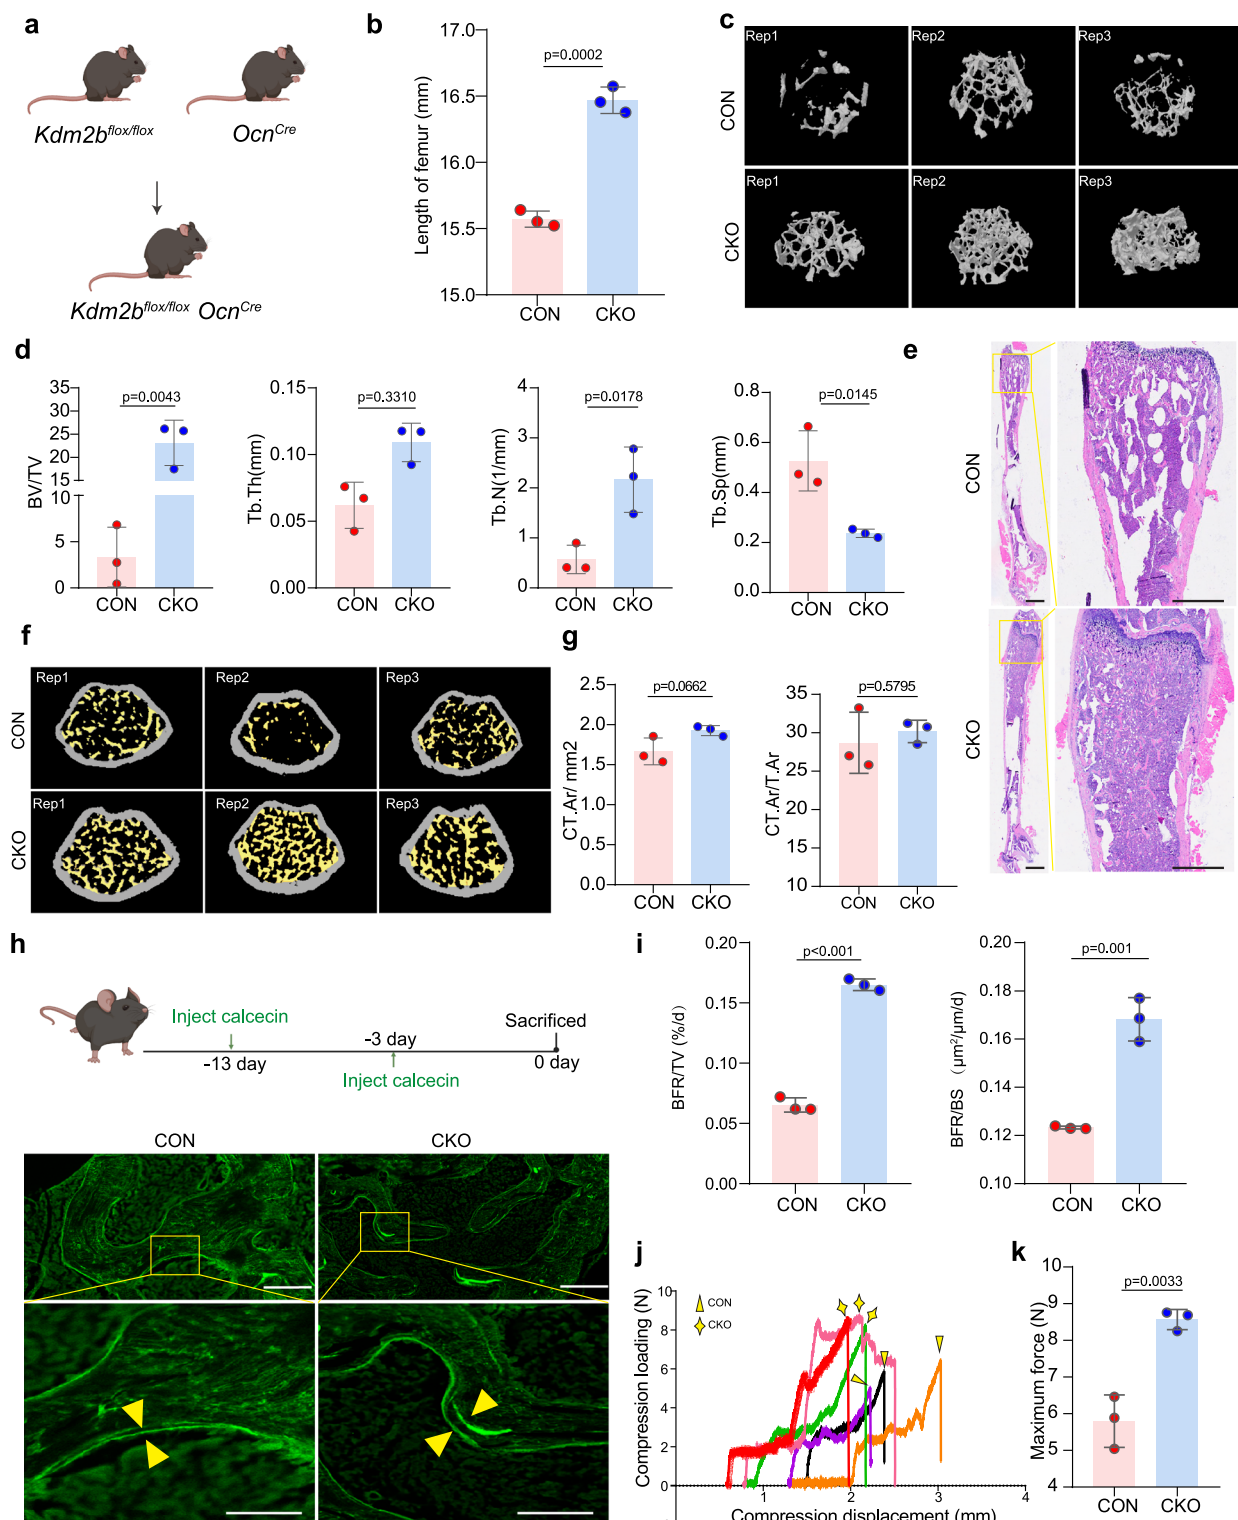 a
Kdm2bflox/flox
OcnCre
Kdm2bflox/flox OcnCre
b
Length of femur (mm)
17.0
16.5
16.0
15.5
15.0
p=0.0002
CON
CKO
c
CON
Rep1
Rep2
Rep3
CKO
Rep1
Rep2
Rep3
d
BV/TV
35
30
25
20
15
10
5
0
p=0.0043
CON
CKO
Tb.Th(mm)
0.15
0.10
0.05
0.00
p=0.3310
CON
CKO
Tb.N(1/mm)
4
3
2
1
0
p=0.0178
CON
CKO
Tb.Sp(mm)
0.8
0.6
0.4
0.2
0.0
p=0.0145
CON
CKO
e
CON
CKO
f
CON
Rep1
Rep2
Rep3
CKO
Rep1
Rep2
Rep3
g
CT.Ar/ mm2
2.5
2.0
1.5
1.0
0.5
0.0
p=0.0662
CON
CKO
CT.Ar/T.Ar
35
30
25
20
15
10
p=0.5795
CON
CKO
h
Inject calcecin
-13 day
-3 day
Inject calcecin
Sacrificed
0 day
CON
CKO
i
BFR/TV (%/d)
0.20
0.15
0.10
0.05
0.00
p<0.001
CON
CKO
BFR/BS (μm²/μm/d)
0.20
0.18
0.16
0.14
0.12
0.10
p=0.001
CON
CKO
j
Compression loading (N)
10
8
6
4
2
0
CON
CKO
1
2
3
4
Compression displacement (mm)
k
Maximum force (N)
9
8
7
6
5
4
p=0.0033
CON
CKO